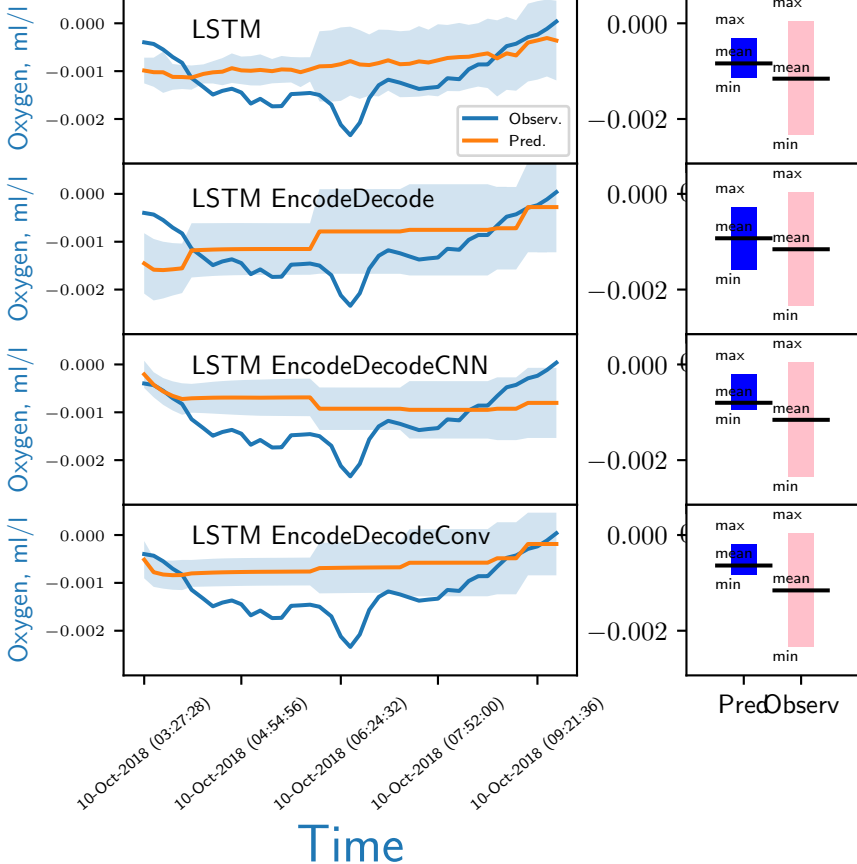 LSTM
Oxygen, ml/l
0.000
−0.001
−0.002
Observ.
Pred.
0.000
−0.002
max
mean
min
max
mean
min
LSTM EncodeDecode
Oxygen, ml/l
0.000
−0.001
−0.002
0.000
−0.002
max
mean
min
max
mean
min
LSTM EncodeDecodeCNN
Oxygen, ml/l
0.000
−0.001
−0.002
0.000
−0.002
max
mean
min
max
mean
min
LSTM EncodeDecodeConv
Oxygen, ml/l
0.000
−0.001
−0.002
0.000
−0.002
max
mean
min
max
mean
min
10-Oct-2018 (03:27:28)
10-Oct-2018 (04:54:56)
10-Oct-2018 (06:24:32)
10-Oct-2018 (07:52:00)
10-Oct-2018 (09:21:36)
Pred
Observ
Time